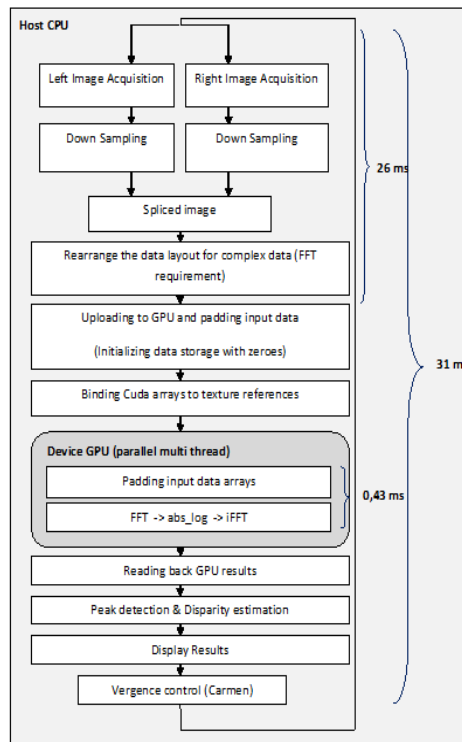 Host CPU
Left Image Acquisition
Right Image Acquisition
Down Sampling
Down Sampling
26 ms
Spliced image
Rearrange the data layout for complex data (FFT
requirement)
Uploading to GPU and padding input data
(Initializing data storage with zeroes)
31 m
Binding Cuda arrays to texture references
Device GPU (parallel multi thread)
Padding input data arrays
0,43 ms
FFT -> abs_log -> iFFT
Reading back GPU results
Peak detection & Disparity estimation
Display Results
Vergence control (Carmen)